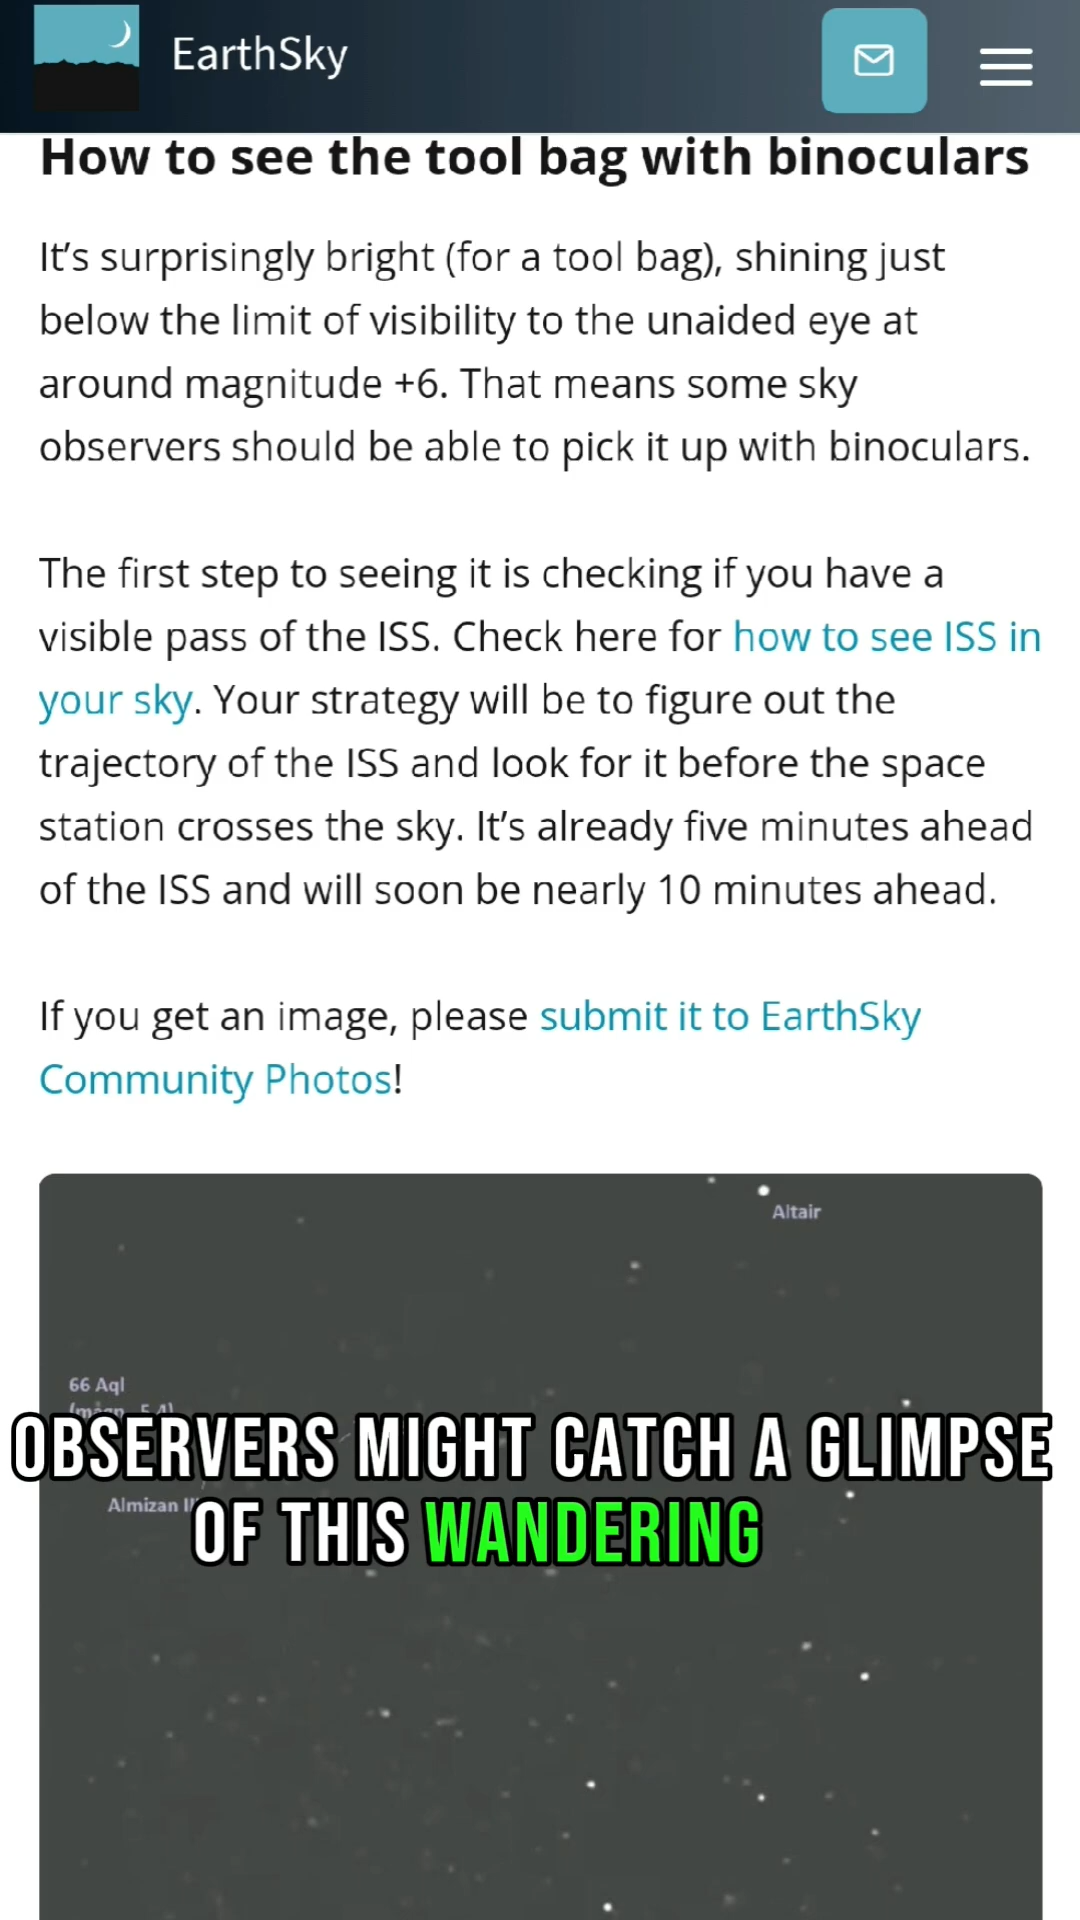 EarthSky
How to see the tool bag with binoculars
It’s surprisingly bright (for a tool bag), shining just
below the limit of visibility to the unaided eye at
around magnitude +6. That means some sky
observers should be able to pick it up with binoculars.
The first step to seeing it is checking if you have a
visible pass of the ISS. Check here for how to see ISS in
your sky. Your strategy will be to figure out the
trajectory of the ISS and look for it before the space
station crosses the sky. It’s already five minutes ahead
of the ISS and will soon be nearly 10 minutes ahead.
If you get an image, please submit it to EarthSky
Community Photos!
Altair
66 Aql
OBSERVERS MIGHT CATCH A GLIMPSE
Almizan
OF THIS WANDERING